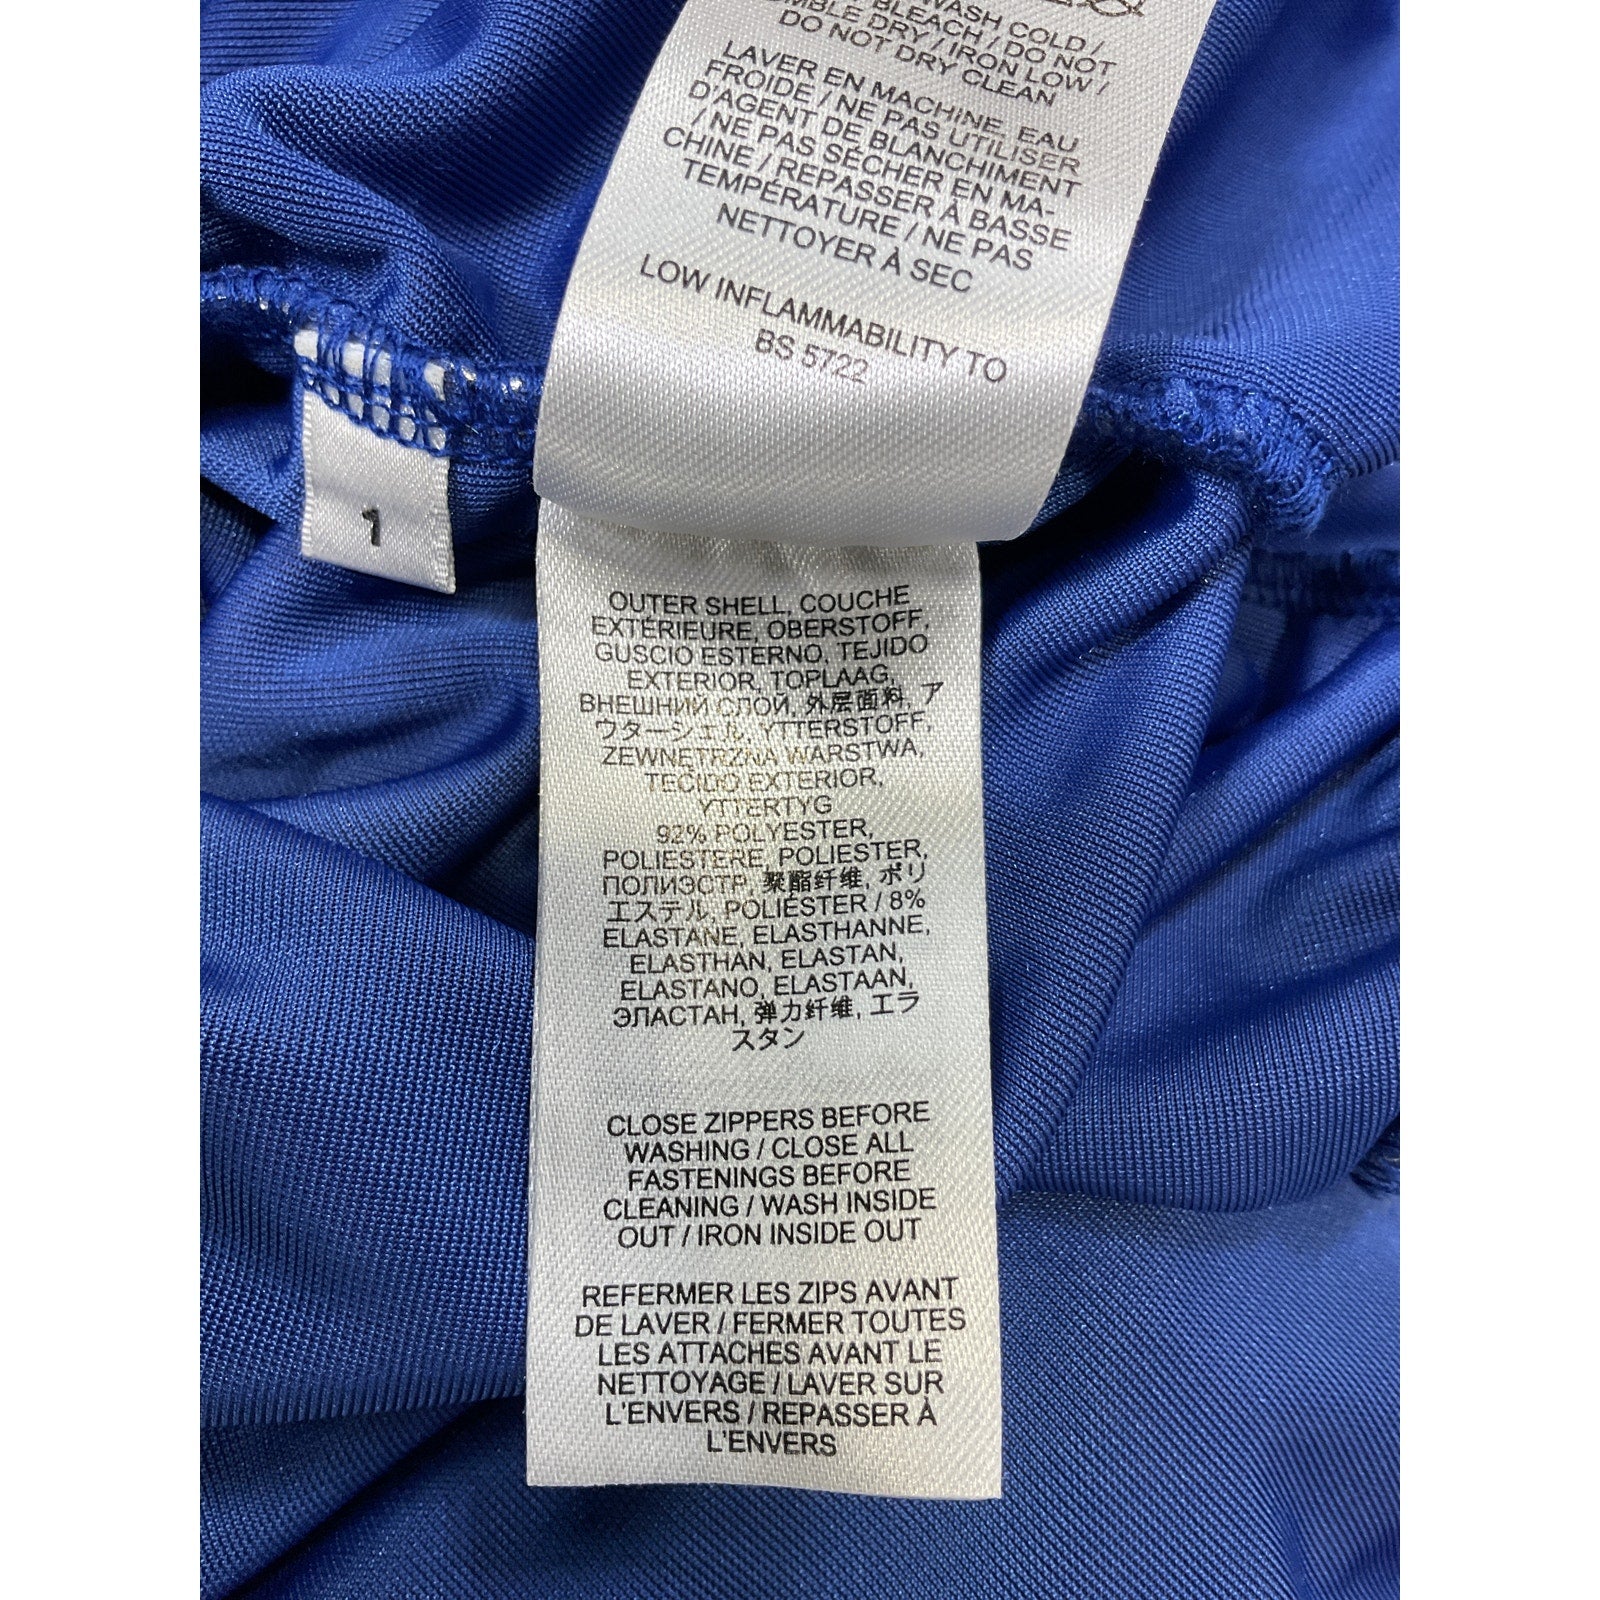 WASH COLD /
BLEACH / DO NOT
MBLE DRY / IRON LOW /
DO NOT DRY CLEAN
LAVER EN MACHINE, EAU
FROIDE / NE PAS UTILISER
D'AGENT DE BLANCHIMENT
/ NE PAS SÉCHER EN MA-
CHINE / REPASSER À BASSE
TEMPÉRATURE / NE PAS
NETTOYER À SEC
LOW INFLAMMABILITY TO
BS 5722
1
OUTER SHELL, COUCHE
EXTÉRIEURE, OBERSTOFF,
GUSCIO ESTERNO, TEJIDO
EXTERIOR, TOPLAAG,
ВНЕШНИЙ СЛОЙ, 外层面料, ア
ウターシェル, YTTERSTOFF,
ZEWNĘTRZNA WARSTWA,
TECIDO EXTERIOR,
YTTERTYG
92% POLYESTER,
POLIESTERE, POLIESTER,
ПОЛИЭСТР, 聚酯纤维, ポリ
エステル, POLIÉSTER / 8%
ELASTANE, ELASTHANNE,
ELASTHAN, ELASTAN,
ELASTANO, ELASTAAN,
ЭЛАСТАН, 弹力纤维, エラ
スタン
CLOSE ZIPPERS BEFORE
WASHING / CLOSE ALL
FASTENINGS BEFORE
CLEANING / WASH INSIDE
OUT / IRON INSIDE OUT
REFERMER LES ZIPS AVANT
DE LAVER / FERMER TOUTES
LES ATTACHES AVANT LE
NETTOYAGE / LAVER SUR
L'ENVERS / REPASSER À
L'ENVERS